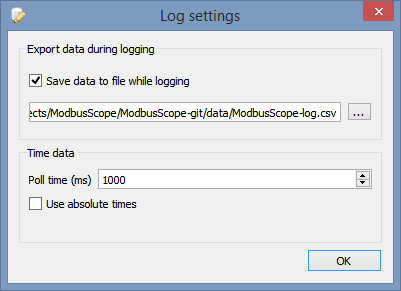 Log settings
Export data during logging
Save data to file while logging
ects/ModbusScope/ModbusScope-git/data/ModbusScope-log.csv ...
Time data
Poll time (ms) 1000
Use absolute times
OK